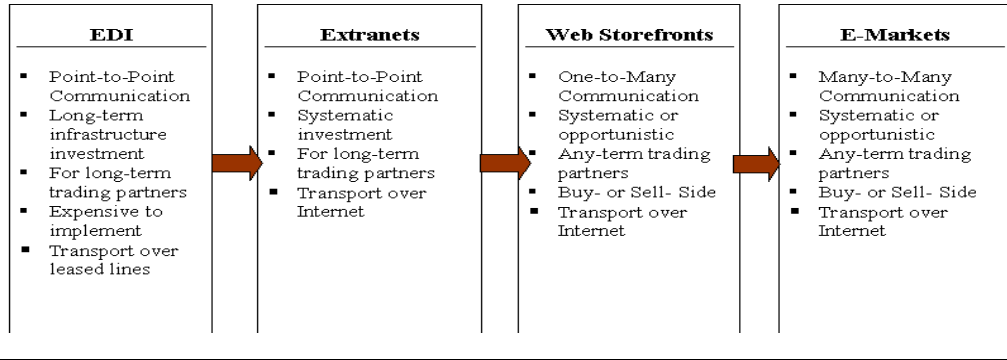 EDI
▪ Point-to-Point
Communication
▪ Long-term
infrastructure
investment
▪ For long-term
trading partners
▪ Expensive to
implement
▪ Transport over
leased lines
Extranets
▪ Point-to-Point
Communication
▪ Systematic
investment
▪ For long-term
trading partners
▪ Transport over
Internet
Web Storefronts
▪ One-to-Many
Communication
▪ Systematic or
opportunistic
▪ Any-term trading
partners
▪ Buy- or Sell- Side
▪ Transport over
Internet
E-Markets
▪ Many-to-Many
Communication
▪ Systematic or
opportunistic
▪ Any-term trading
partners
▪ Buy- or Sell- Side
▪ Transport over
Internet